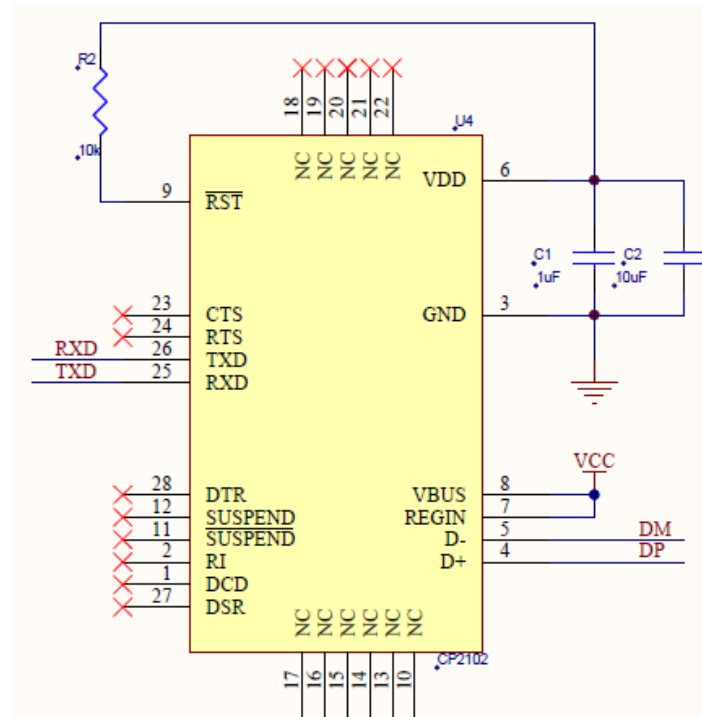 R2
10k
18 19 20 21 22
NC NC NC NC NC
U4
VDD 6
9 RST
C1 C2
1uF 10uF
23 CTS
GND 3
24 RTS
RXD 26 TXD
TXD 25 RXD
VCC
28 DTR
VBUS 8
12 SUSPEND
REGIN 7
11 SUSPEND
D- 5 DM
2 RI
D+ 4 DP
1 DCD
27 DSR
NC NC NC NC NC NC
CP2102
17 16 15 14 13 10